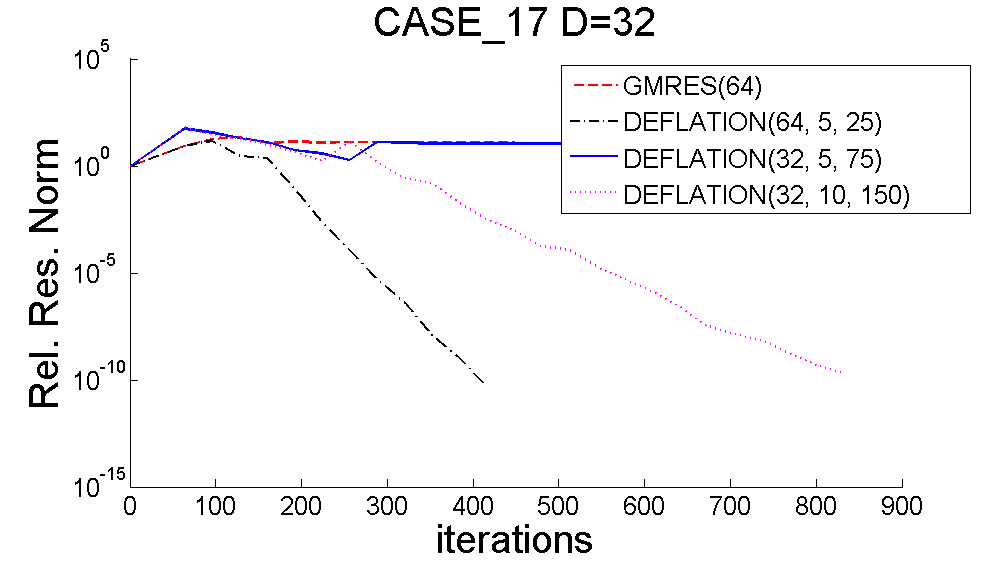 CASE_17 D=32
GMRES(64)
DEFLATION(64, 5, 25)
DEFLATION(32, 5, 75)
DEFLATION(32, 10, 150)
Rel. Res. Norm
10^5
10^0
10^-5
10^-10
10^-15
0 100 200 300 400 500 600 700 800 900
iterations